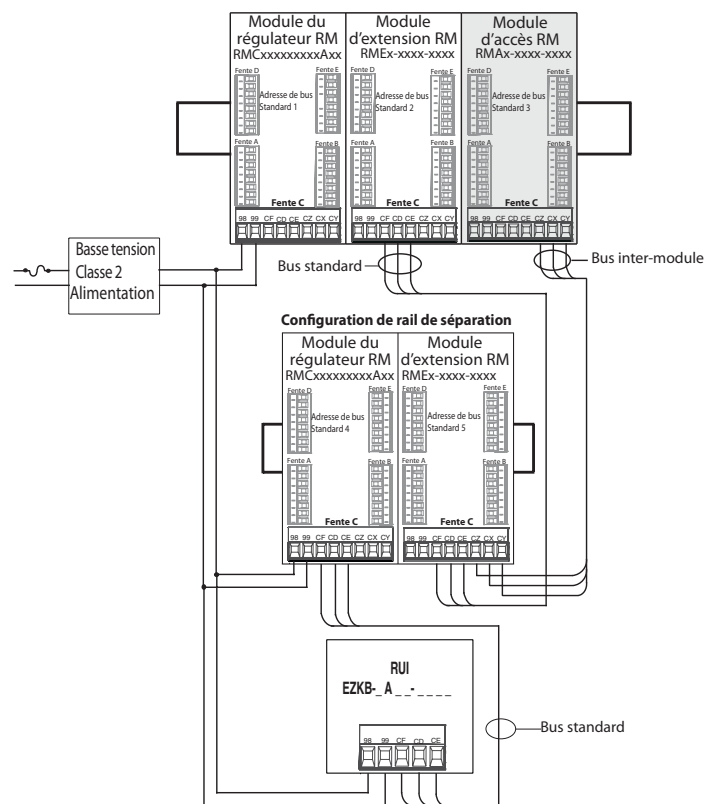 Module du
régulateur RM
RMCxxxxxxxxxAxx
Fente D
Fente E
Adresse de bus
Standard 1
Fente A
Fente B
Fente C
98 99 CF CD CE CZ CX CY
Module
d'extension RM
RMEx-xxxx-xxxx
Fente D
Fente E
Adresse de bus
Standard 2
Fente A
Fente B
Fente C
98 99 CF CD CE CZ CX CY
Module
d'accès RM
RMAx-xxxx-xxxx
Fente D
Fente E
Adresse de bus
Standard 3
Fente A
Fente B
Fente C
98 99 CF CD CE CZ CX CY
Basse tension
Classe 2
Alimentation
Bus standard
Bus inter-module
Configuration de rail de séparation
Module du
régulateur RM
RMCxxxxxxxxxAxx
Fente D
Fente E
Adresse de bus
Standard 4
Fente A
Fente B
Fente C
98 99 CF CD CE CZ CX CY
Module
d'extension RM
RMEx-xxxx-xxxx
Fente D
Fente E
Adresse de bus
Standard 5
Fente A
Fente B
Fente C
98 99 CF CD CE CZ CX CY
RUI
EZKB-_A__-____
98 99 CF CD CE
Bus standard